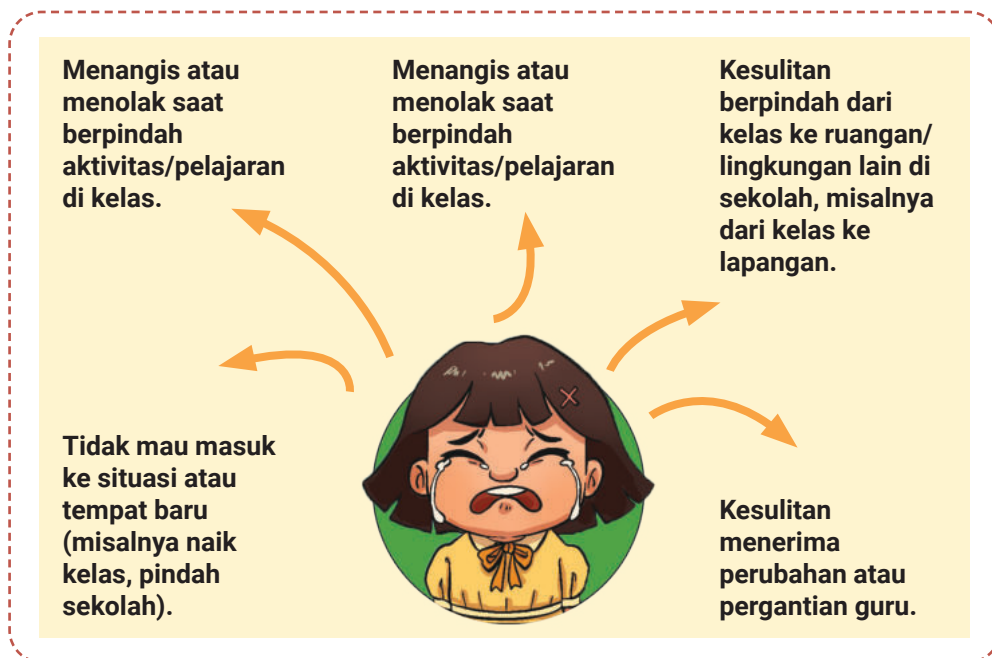 Menangis atau
menolak saat
berpindah
aktivitas/pelajaran
di kelas.
Menangis atau
menolak saat
berpindah
aktivitas/pelajaran
di kelas.
Kesulitan
berpindah dari
kelas ke ruangan/
lingkungan lain di
sekolah, misalnya
dari kelas ke
lapangan.
Tidak mau masuk
ke situasi atau
tempat baru
(misalnya naik
kelas, pindah
sekolah).
Kesulitan
menerima
perubahan atau
pergantian guru.